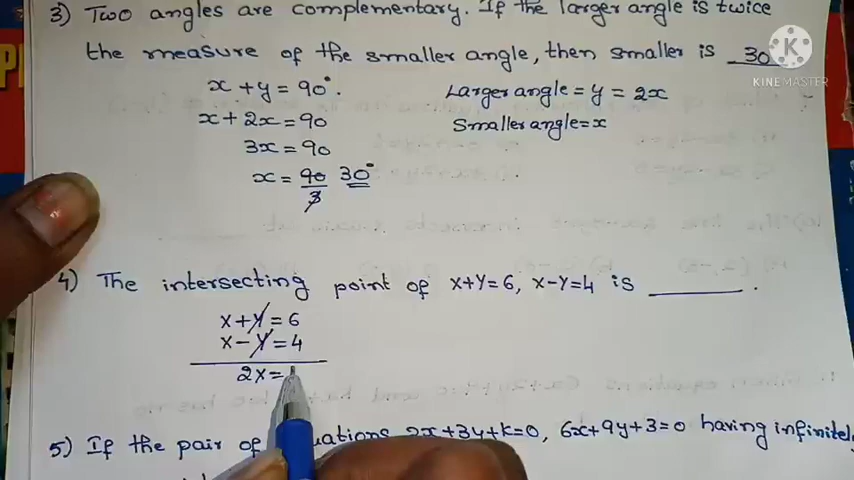 3) Two angles are complementary. If the larger angle is twice
the measure of the smaller angle, then smaller is 30
x + y = 90°. Larger angle = y = 2x
x + 2x = 90 Smaller angle = x
3x = 90
x = 90/3 30°
4) The intersecting point of x+y=6, x-y=4 is ______.
x+y=6
x-y=4
2x=
5) If the pair of equations 2x+3y+k=0, 6x+9y+3=0 having infinitely
K
KINEMASTER